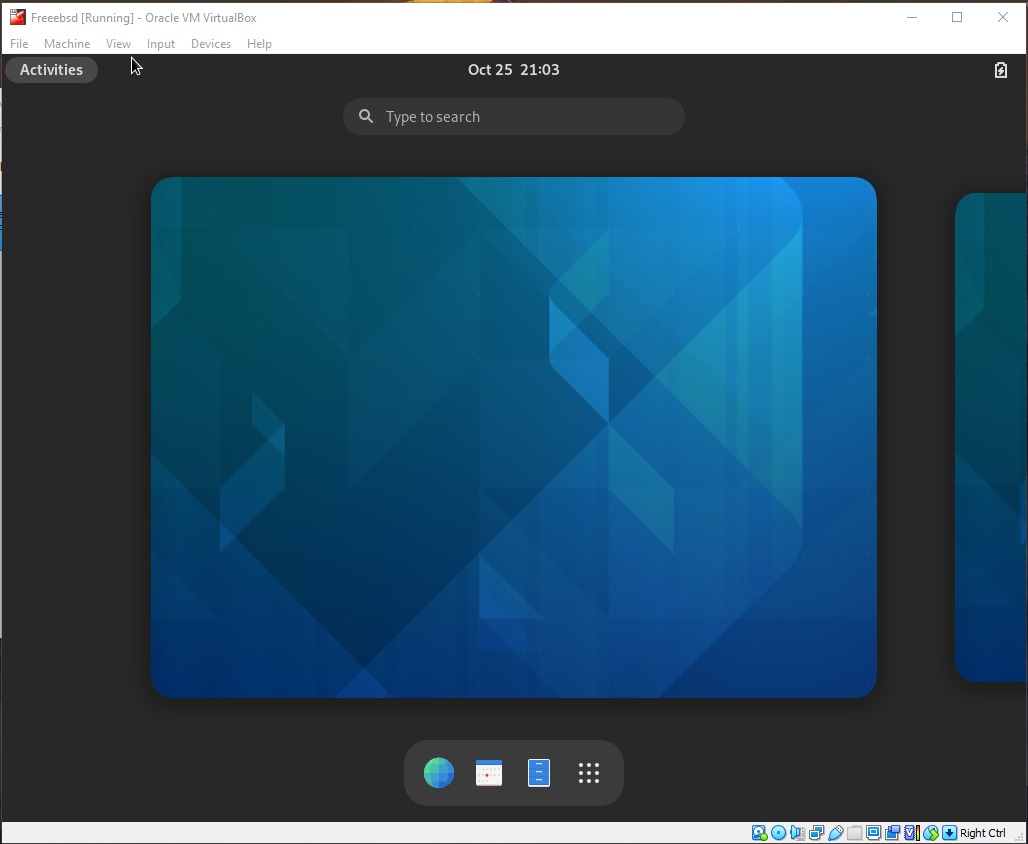 Freeebsd [Running] - Oracle VM VirtualBox
File Machine View Input Devices Help
Activities
Oct 25 21:03
Type to search
Right Ctrl